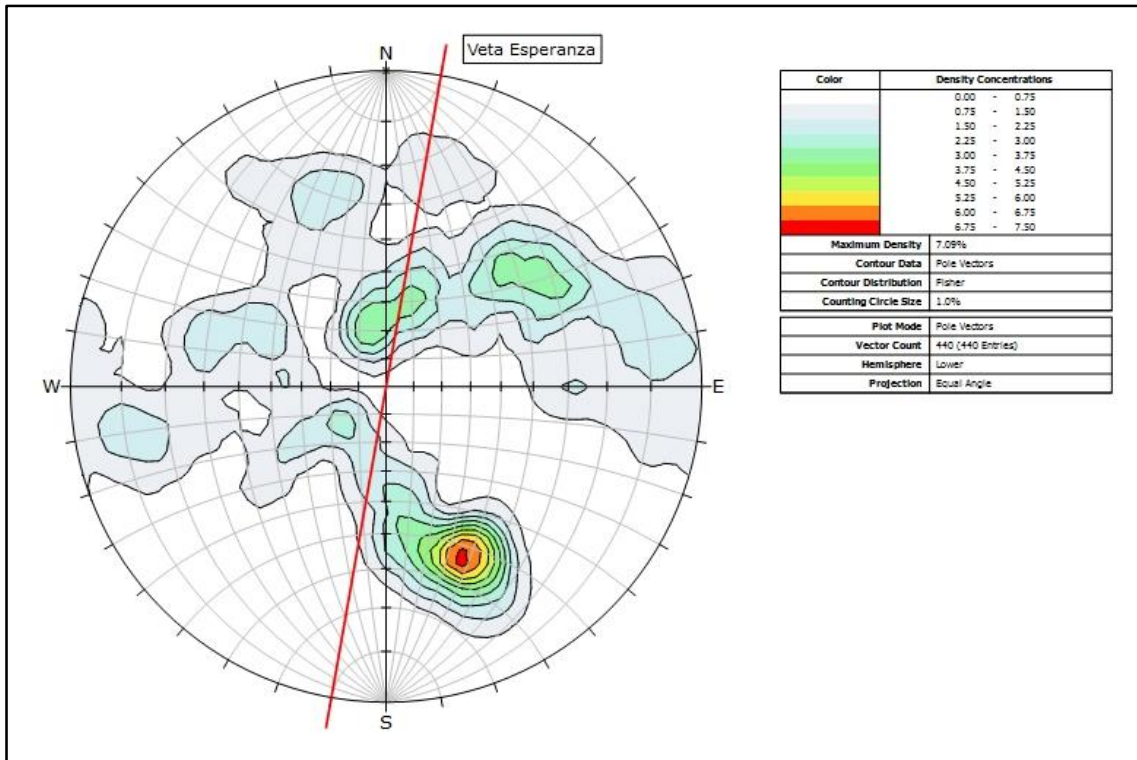 Veta Esperanza
N
W
E
S
Color Density Concentrations
0.00 - 0.75
0.75 - 1.50
1.50 - 2.25
2.25 - 3.00
3.00 - 3.75
3.75 - 4.50
4.50 - 5.25
5.25 - 6.00
6.00 - 6.75
6.75 - 7.50
Maximum Density 7.09%
Contour Data Pole Vectors
Contour Distribution Fisher
Counting Circle Size 1.0%
Plot Mode Pole Vectors
Vector Count 440 (440 Entries)
Hemisphere Lower
Projection Equal Angle